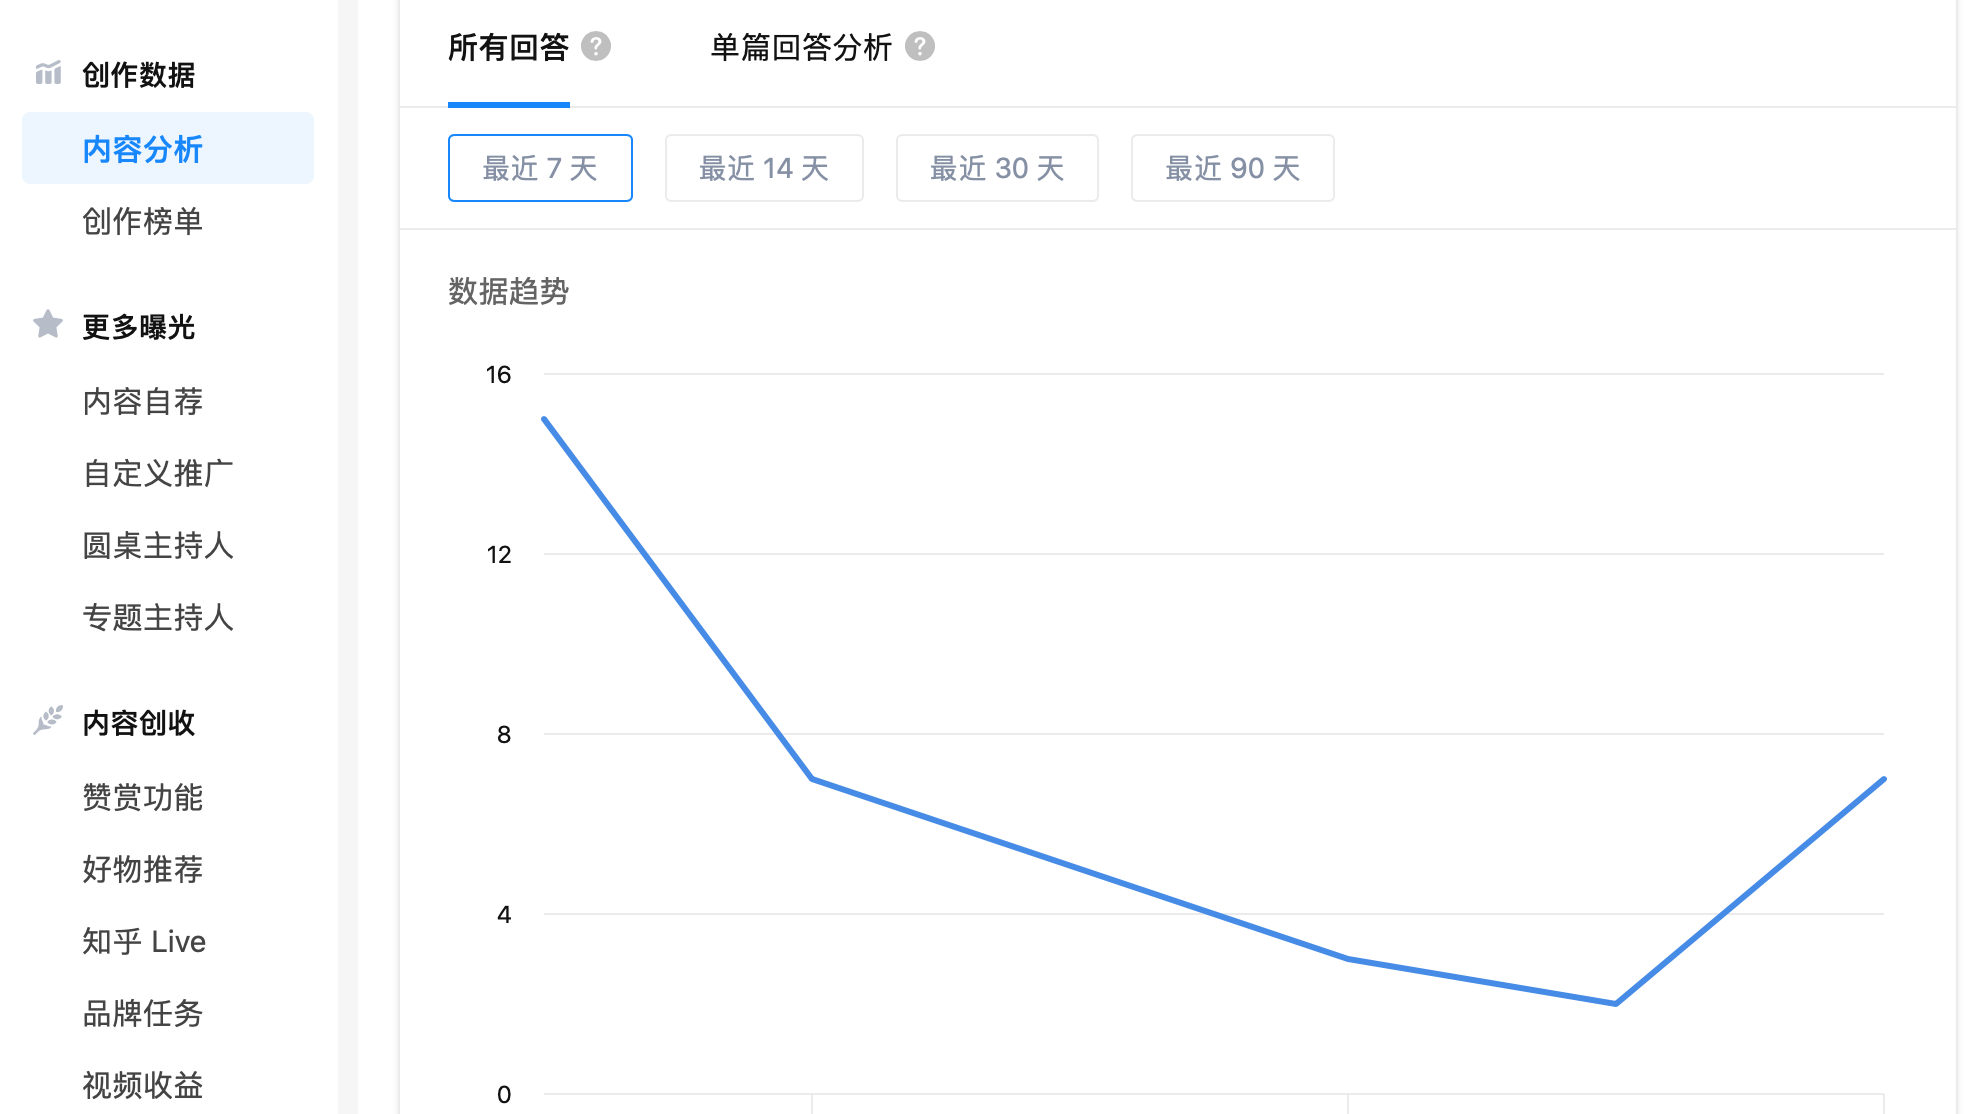 创作数据
内容分析
创作榜单
更多曝光
内容自荐
自定义推广
圆桌主持人
专题主持人
内容创收
赞赏功能
好物推荐
知乎 Live
品牌任务
视频收益
所有回答 ?
单篇回答分析 ?
最近 7 天
最近 14 天
最近 30 天
最近 90 天
数据趋势
16
12
8
4
0